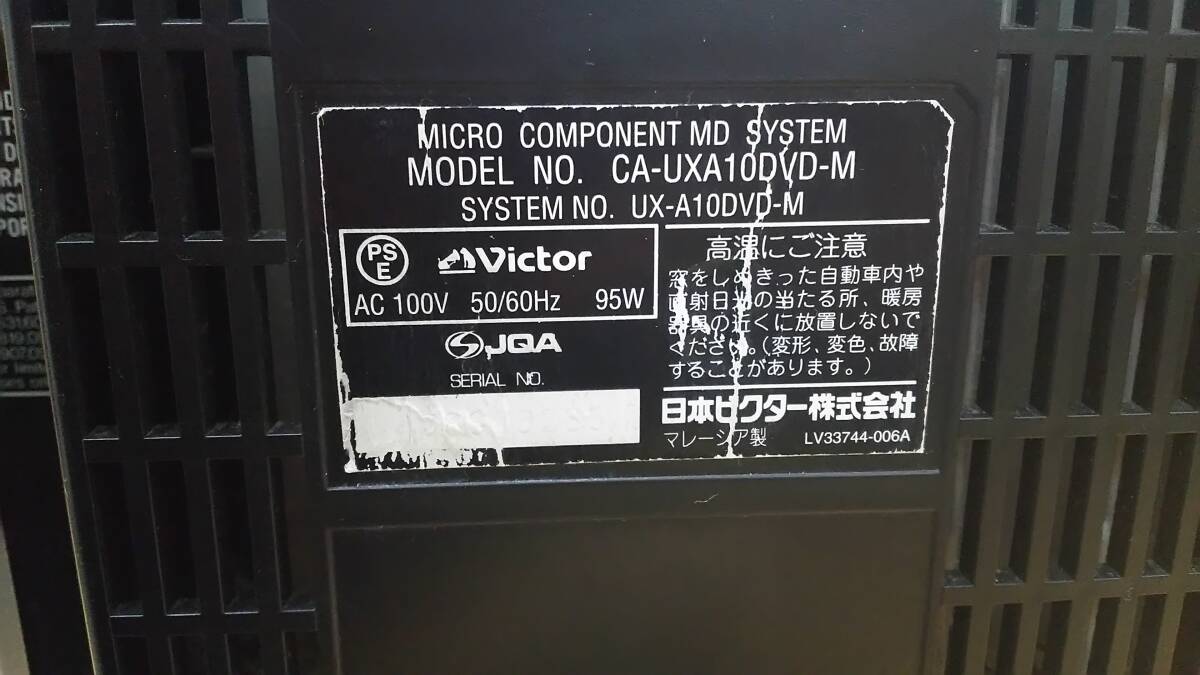 MICRO COMPONENT MD SYSTEM
MODEL NO. CA-UXA10DVD-M
SYSTEM NO. UX-A10DVD-M
PS
E
Victor
AC 100V 50/60Hz 95W
JQA
SERIAL NO.
高温にご注意
窓をしめきった自動車内や
直射日光の当たる所、暖房
器具の近くに放置しないで
ください。(変形、変色、故障
することがあります。)
日本ビクター株式会社
マレーシア製 LV33744-006A